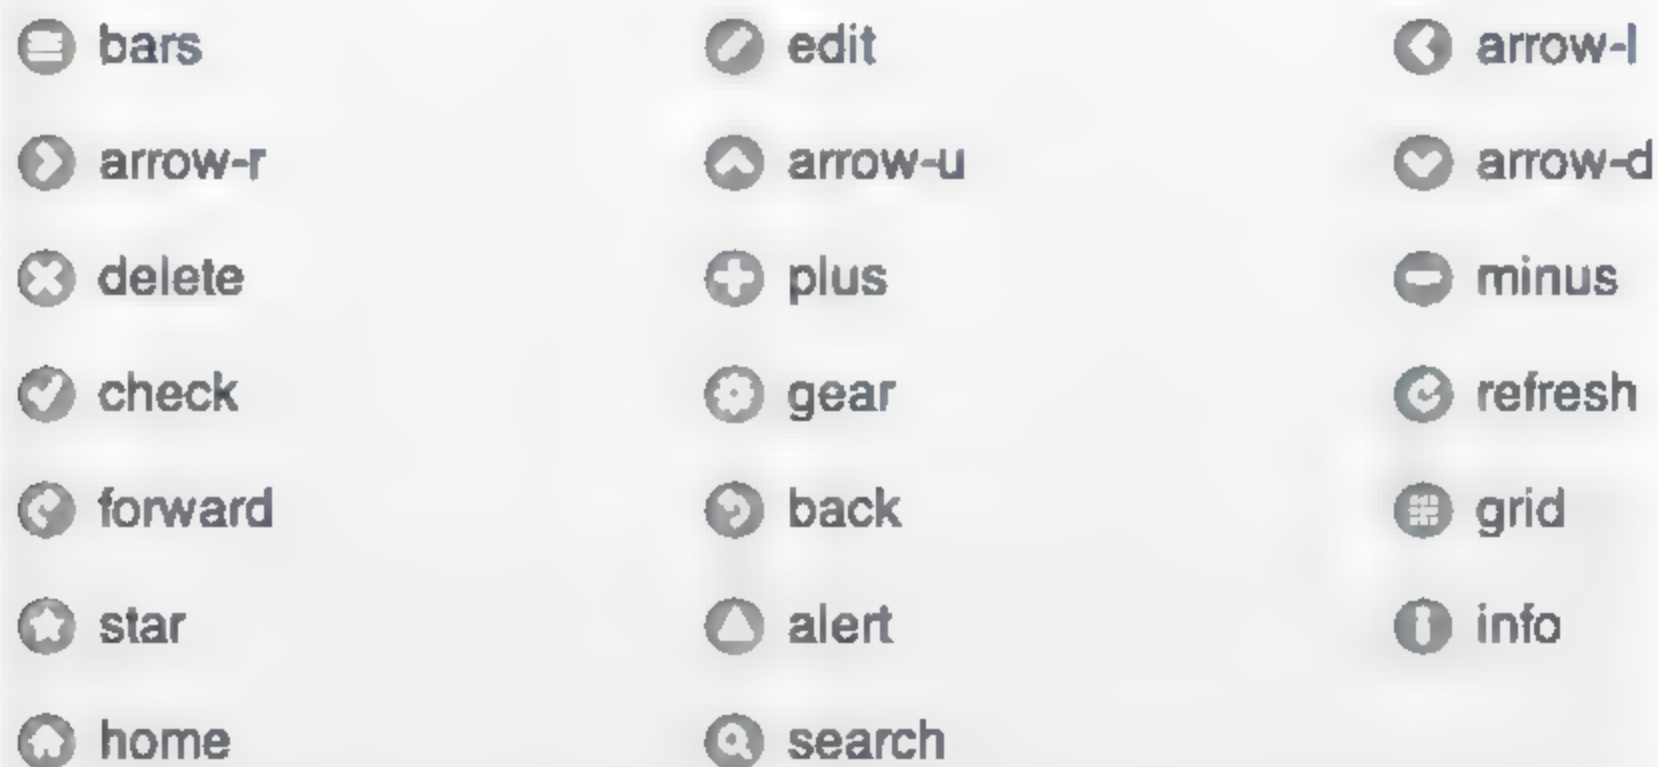 bars edit arrow-l
arrow-r arrow-u arrow-d
delete plus minus
check gear refresh
forward back grid
star alert info
home search